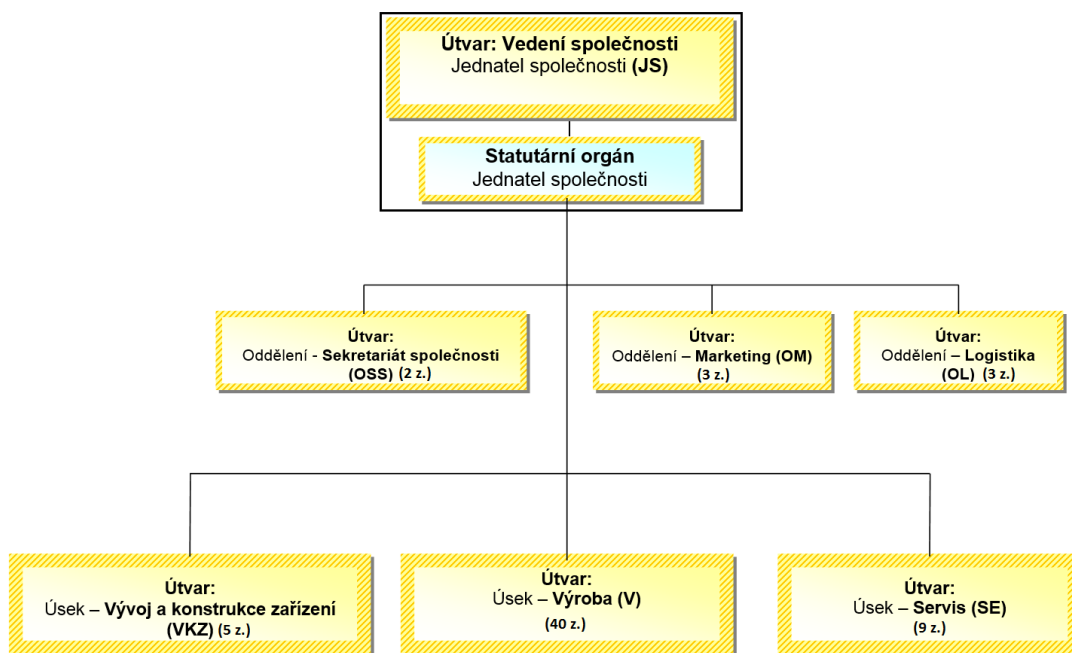 Útvar: Vedení společnosti
Jednatel společnosti (JS)
Statutární orgán
Jednatel společnosti
Útvar:
Oddělení - Sekretariát společnosti
(OSS) (2 z.)
Útvar:
Oddělení – Marketing (OM)
(3 z.)
Útvar:
Oddělení – Logistika
(OL) (3 z.)
Útvar:
Úsek – Vývoj a konstrukce zařízení
(VKZ) (5 z.)
Útvar:
Úsek – Výroba (V)
(40 z.)
Útvar:
Úsek – Servis (SE)
(9 z.)